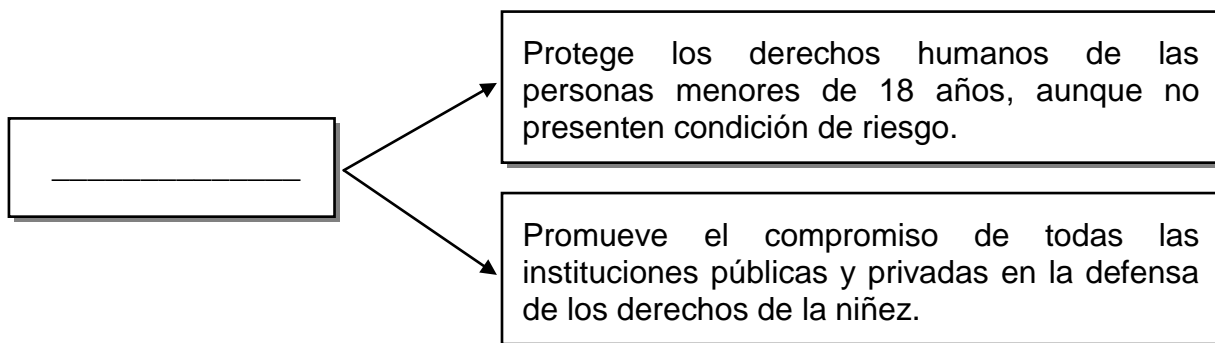 Protege los derechos humanos de las
personas menores de 18 años, aunque no
presenten condición de riesgo.
______________
Promueve el compromiso de todas las
instituciones públicas y privadas en la defensa
de los derechos de la niñez.